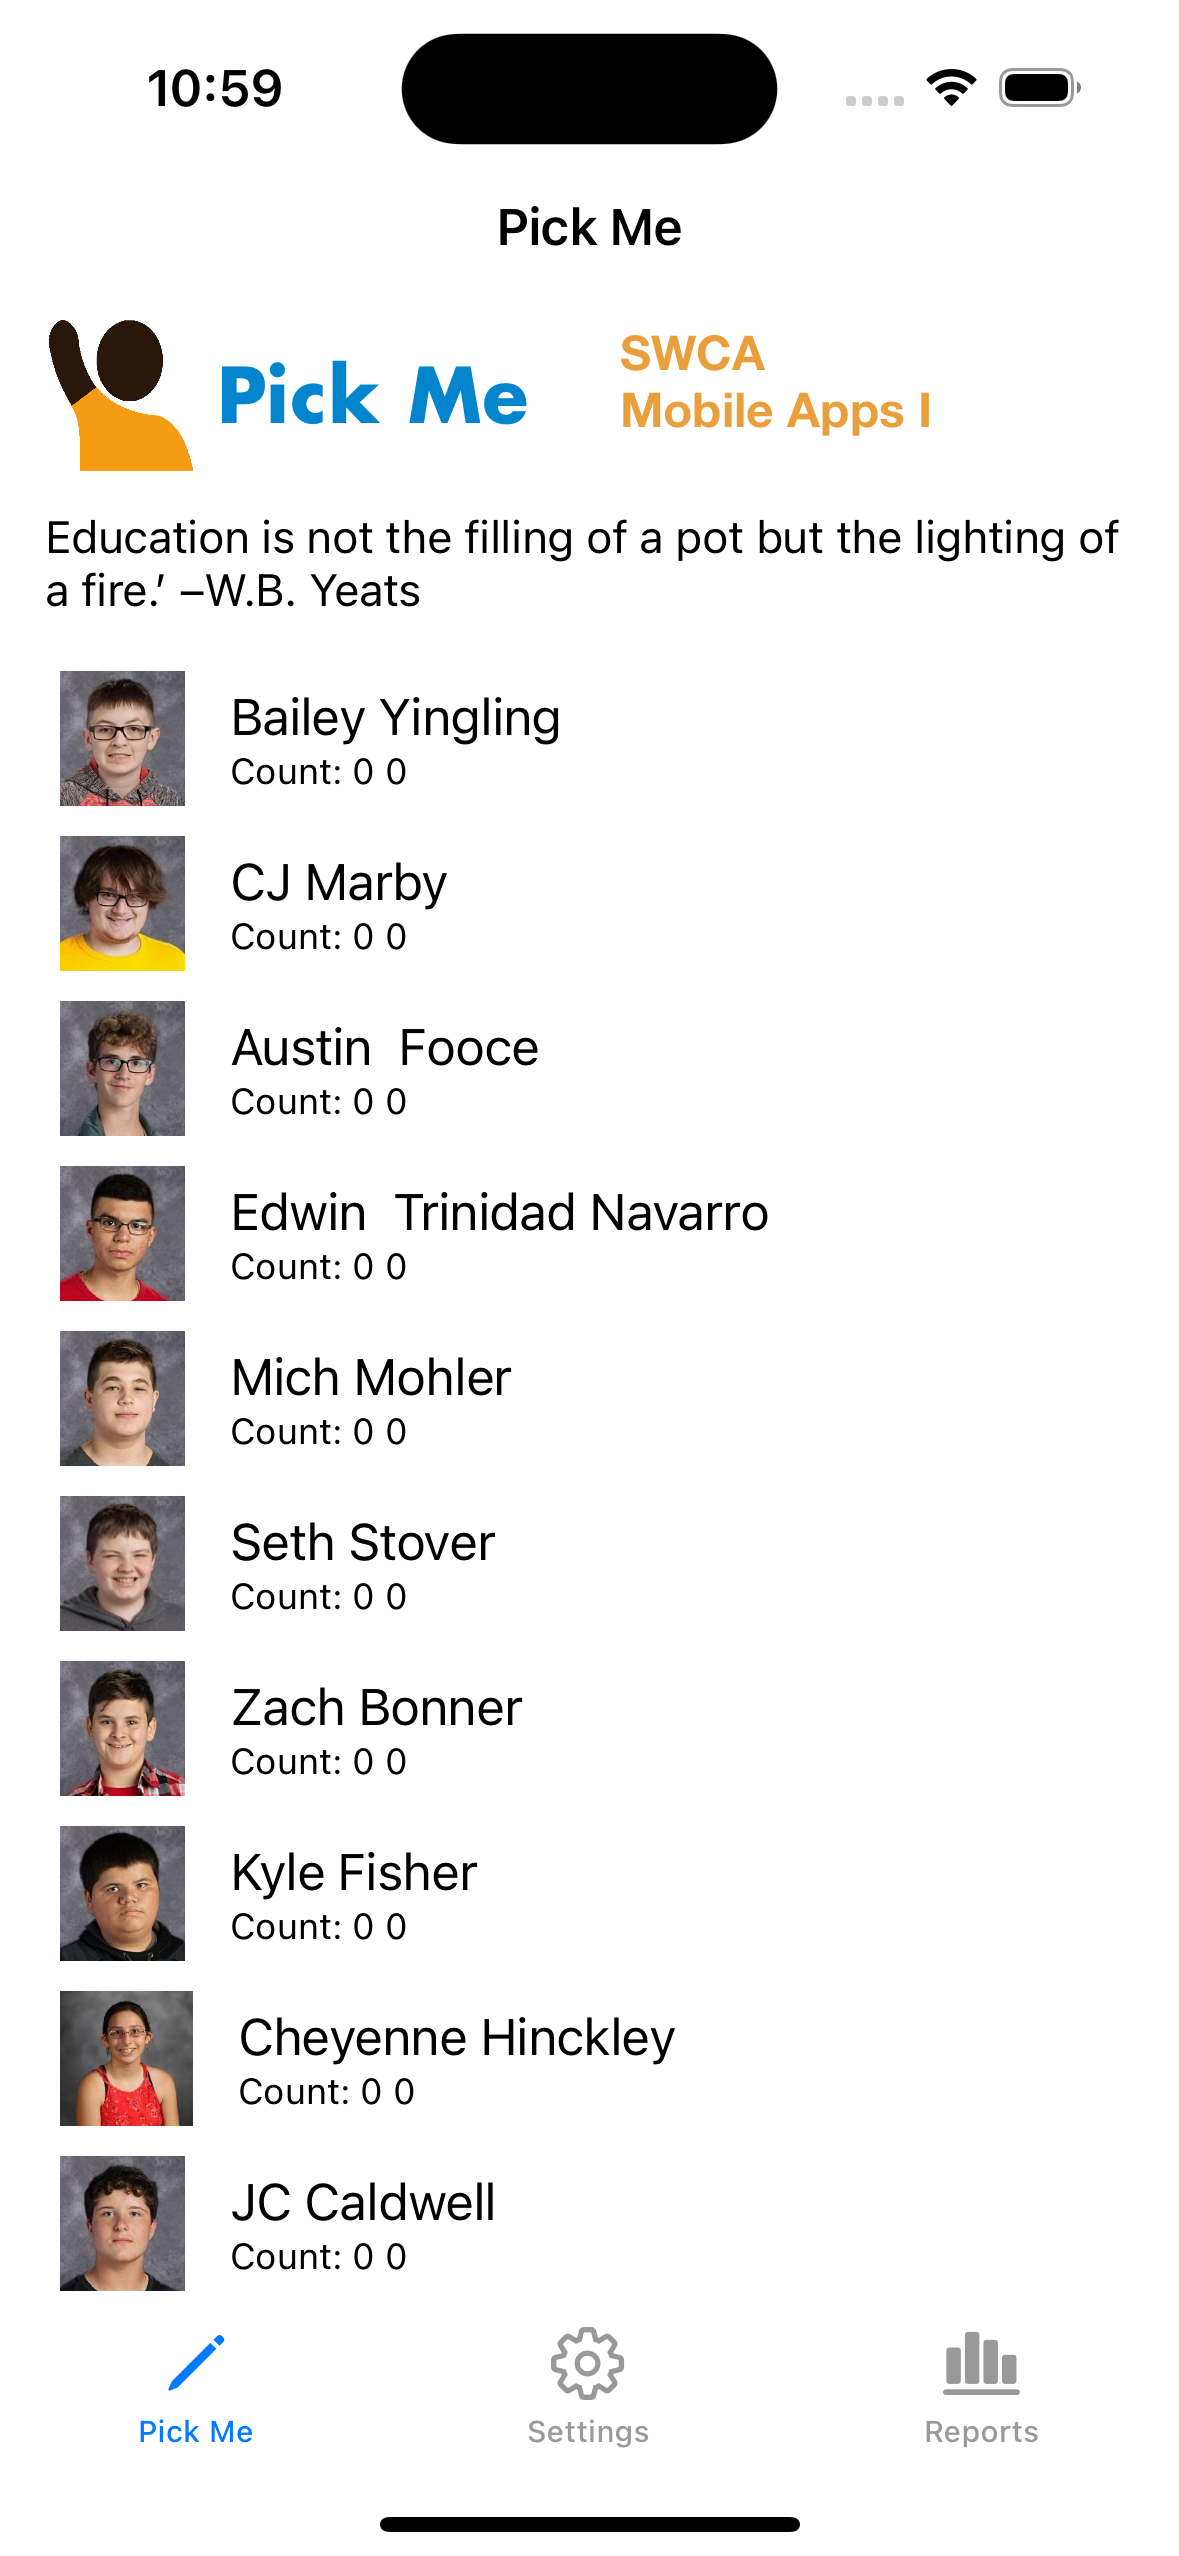 10:59
Pick Me
Pick Me
SWCA
Mobile Apps I
Education is not the filling of a pot but the lighting of
a fire.’ –W.B. Yeats
Bailey Yingling
Count: 0 0
CJ Marby
Count: 0 0
Austin  Fooce
Count: 0 0
Edwin  Trinidad Navarro
Count: 0 0
Mich Mohler
Count: 0 0
Seth Stover
Count: 0 0
Zach Bonner
Count: 0 0
Kyle Fisher
Count: 0 0
Cheyenne Hinckley
Count: 0 0
JC Caldwell
Count: 0 0
Pick Me
Settings
Reports